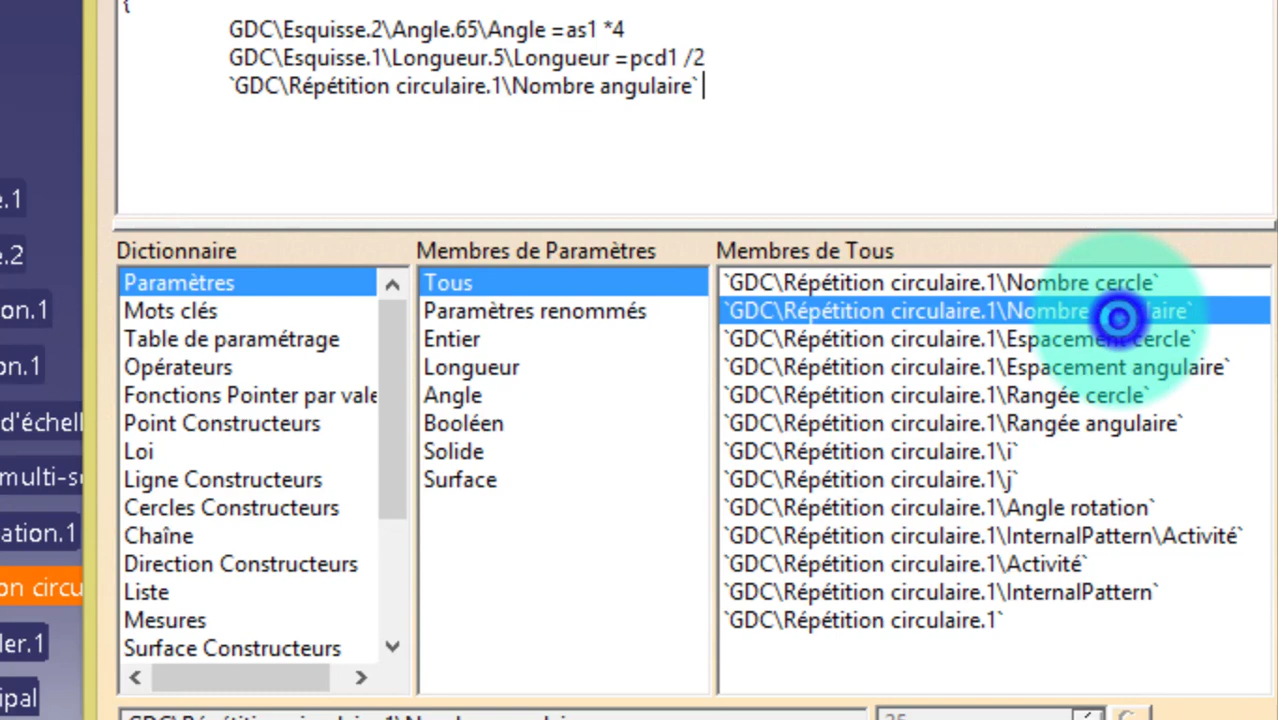 {
GDC\Esquisse.2\Angle.65\Angle =as1 *4
GDC\Esquisse.1\Longueur.5\Longueur =pcd1 /2
`GDC\Répétition circulaire.1\Nombre angulaire`
e.1
e.2
on.1
on.1
d'échell
multi-se
ation.1
on circu
ler.1
ipal
Dictionnaire
Paramètres
Mots clés
Table de paramétrage
Opérateurs
Fonctions Pointer par vale
Point Constructeurs
Loi
Ligne Constructeurs
Cercles Constructeurs
Chaîne
Direction Constructeurs
Liste
Mesures
Surface Constructeurs
Membres de Paramètres
Tous
Paramètres renommés
Entier
Longueur
Angle
Booléen
Solide
Surface
Membres de Tous
`GDC\Répétition circulaire.1\Nombre cercle`
`GDC\Répétition circulaire.1\Nombre angulaire`
`GDC\Répétition circulaire.1\Espacement cercle`
`GDC\Répétition circulaire.1\Espacement angulaire`
`GDC\Répétition circulaire.1\Rangée cercle`
`GDC\Répétition circulaire.1\Rangée angulaire`
`GDC\Répétition circulaire.1\i`
`GDC\Répétition circulaire.1\j`
`GDC\Répétition circulaire.1\Angle rotation`
`GDC\Répétition circulaire.1\InternalPattern\Activité`
`GDC\Répétition circulaire.1\Activité`
`GDC\Répétition circulaire.1\InternalPattern`
`GDC\Répétition circulaire.1`